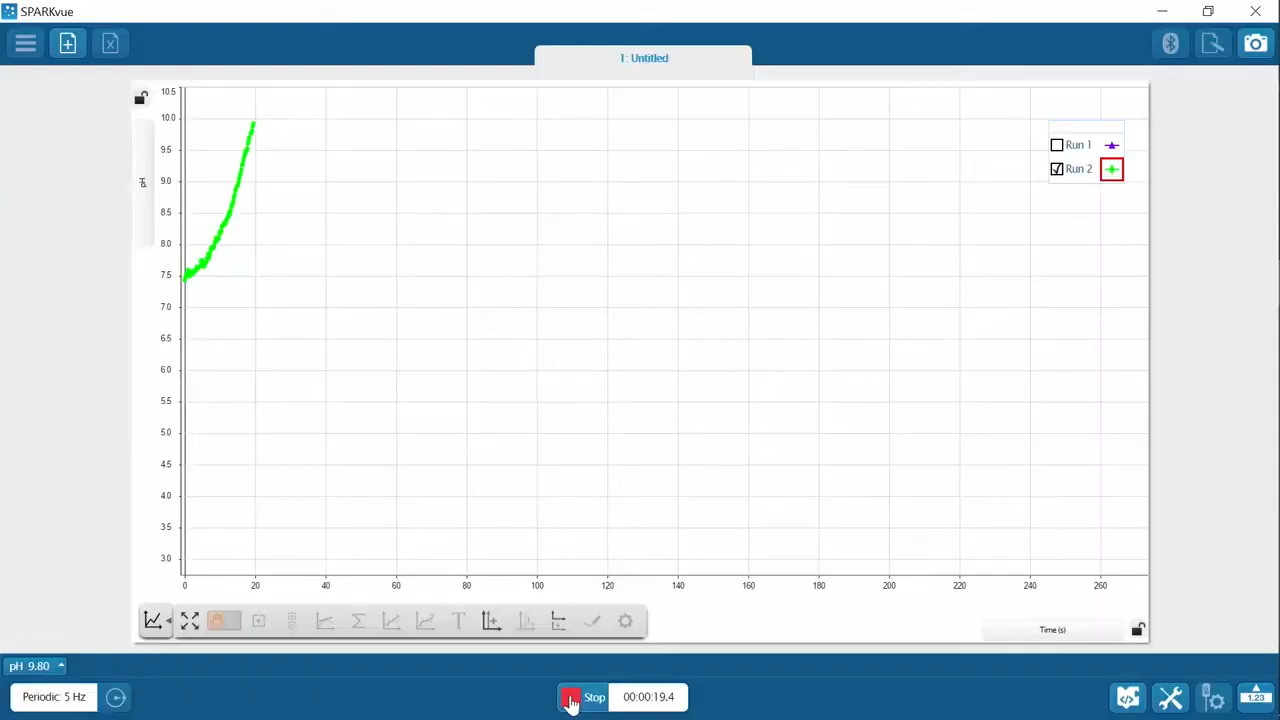 SPARKvue
1: Untitled
10.5
10.0
9.5
9.0
8.5
8.0
7.5
7.0
6.5
6.0
5.5
5.0
4.5
4.0
3.5
3.0
pH
Run 1
Run 2
0 20 40 60 80 100 120 140 160 180 200 220 240 260
T
Time (s)
pH 9.80
Periodic: 5 Hz
Stop
00:00:19.4
1.23